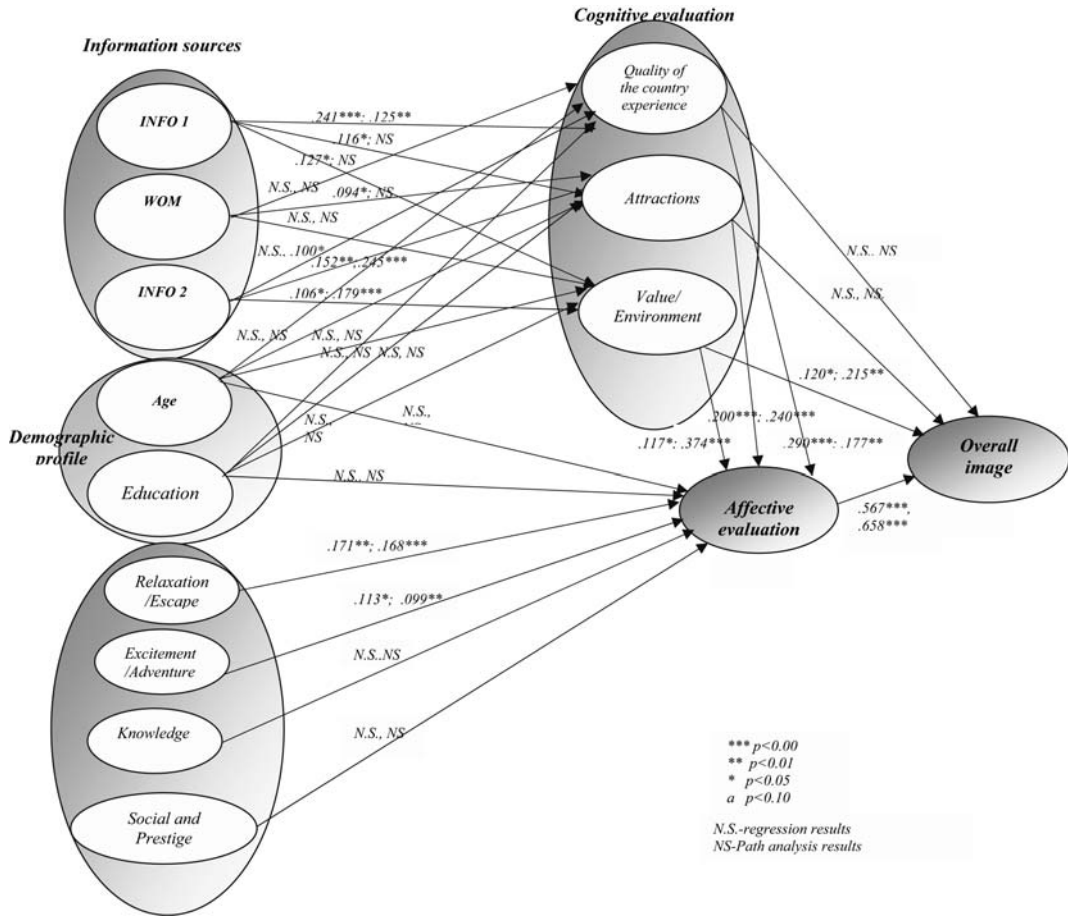 Cognitive evaluation
Information sources
Quality of
the country
experience
INFO 1
.241***; .125**
.116*; NS
.127*; NS
WOM
N.S., NS
.094*; NS
Attractions
N.S., NS
N.S., .100*
.152**;.245***
INFO 2
.106*; .179***
Value/
Environment
N.S.. NS
N.S., NS.
N.S., NS
N.S., NS
N.S., NS
N.S, NS
Age
.120*; .215**
N.S.,
.200***; .240***
N.S.,
NS
.117*; .374***
.290***; .177**
Demographic
profile
Overall
image
Education
N.S.. NS
Affective
evaluation
.567***,
.658***
.171**; .168***
Relaxation
/Escape
.113*; .099**
Excitement
/Adventure
N.S..NS
Knowledge
N.S., NS
Social and
Prestige
*** p<0.00
** p<0.01
* p<0.05
a p<0.10
N.S.-regression results
NS-Path analysis results